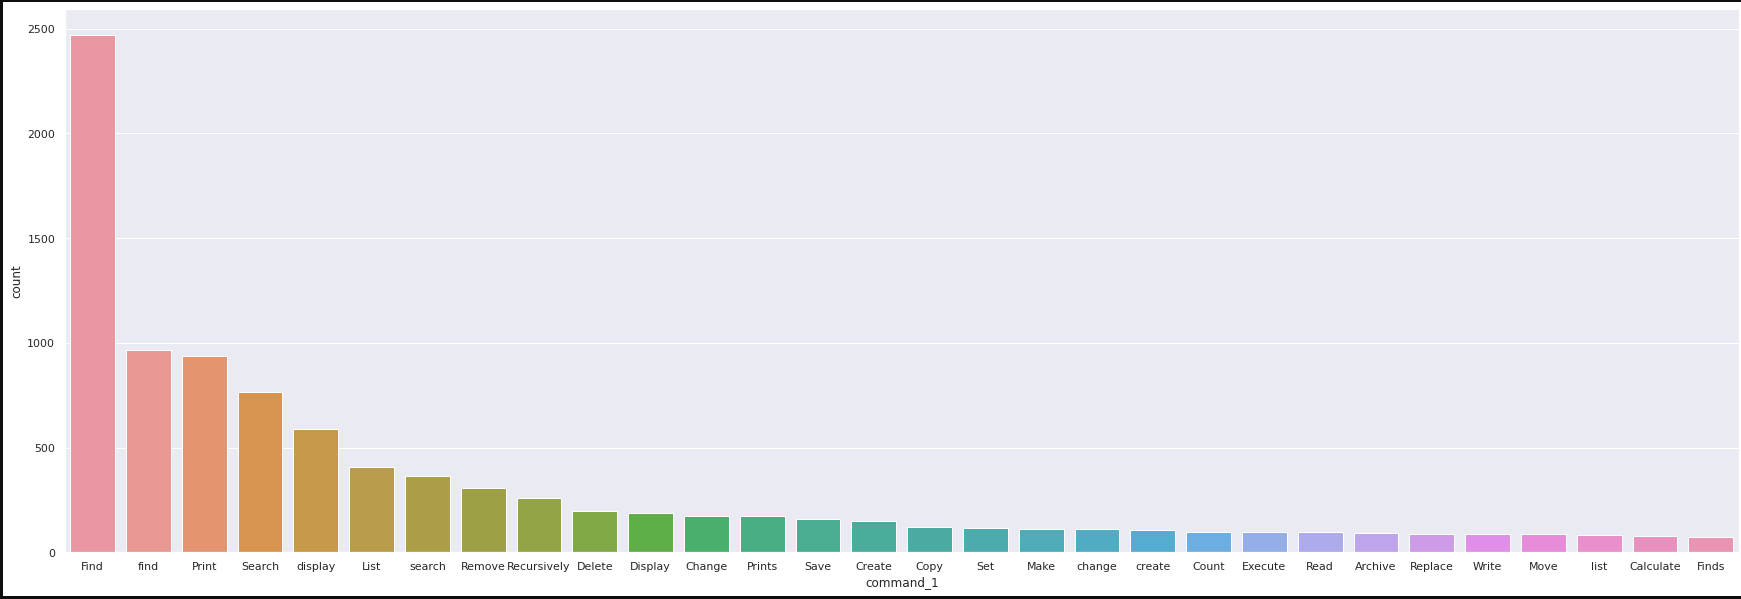 2500
2000
1500
1000
500
0
count
Find find Print Search display List search Remove Recursively Delete Display Change Prints Save Create Copy Set Make change create Count Execute Read Archive Replace Write Move list Calculate Finds
command_1